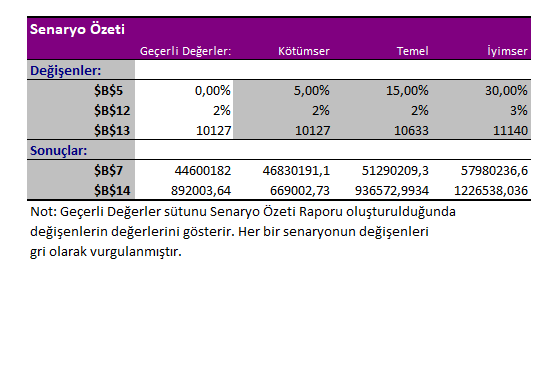 Senaryo Özeti
Geçerli Değerler: Kötümser Temel İyimser
Değişenler:
$B$5 0,00% 5,00% 15,00% 30,00%
$B$12 2% 2% 2% 3%
$B$13 10127 10127 10633 11140
Sonuçlar:
$B$7 44600182 46830191,1 51290209,3 57980236,6
$B$14 892003,64 669002,73 936572,9934 1226538,036
Not: Geçerli Değerler sütunu Senaryo Özeti Raporu oluşturulduğunda
değişenlerin değerlerini gösterir. Her bir senaryonun değişenleri
gri olarak vurgulanmıştır.